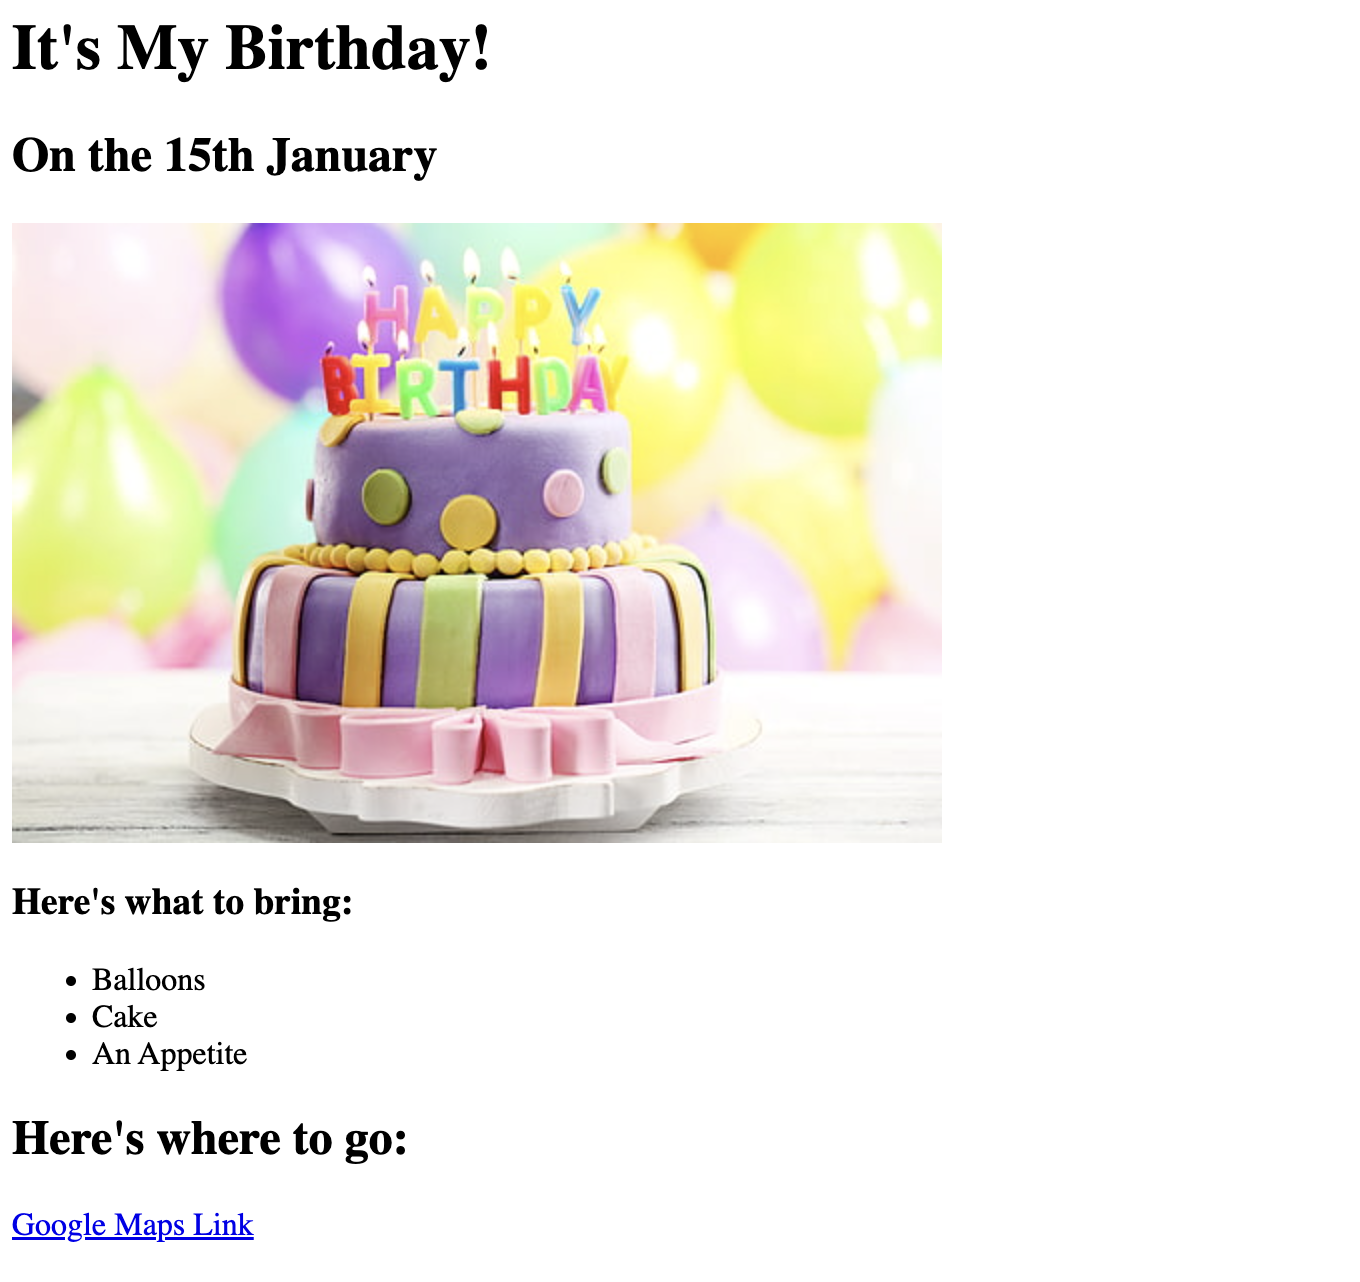 It's My Birthday!
On the 15th January
HAPPY
BIRTHDAY
Here's what to bring:
Balloons
Cake
An Appetite
Here's where to go:
Google Maps Link